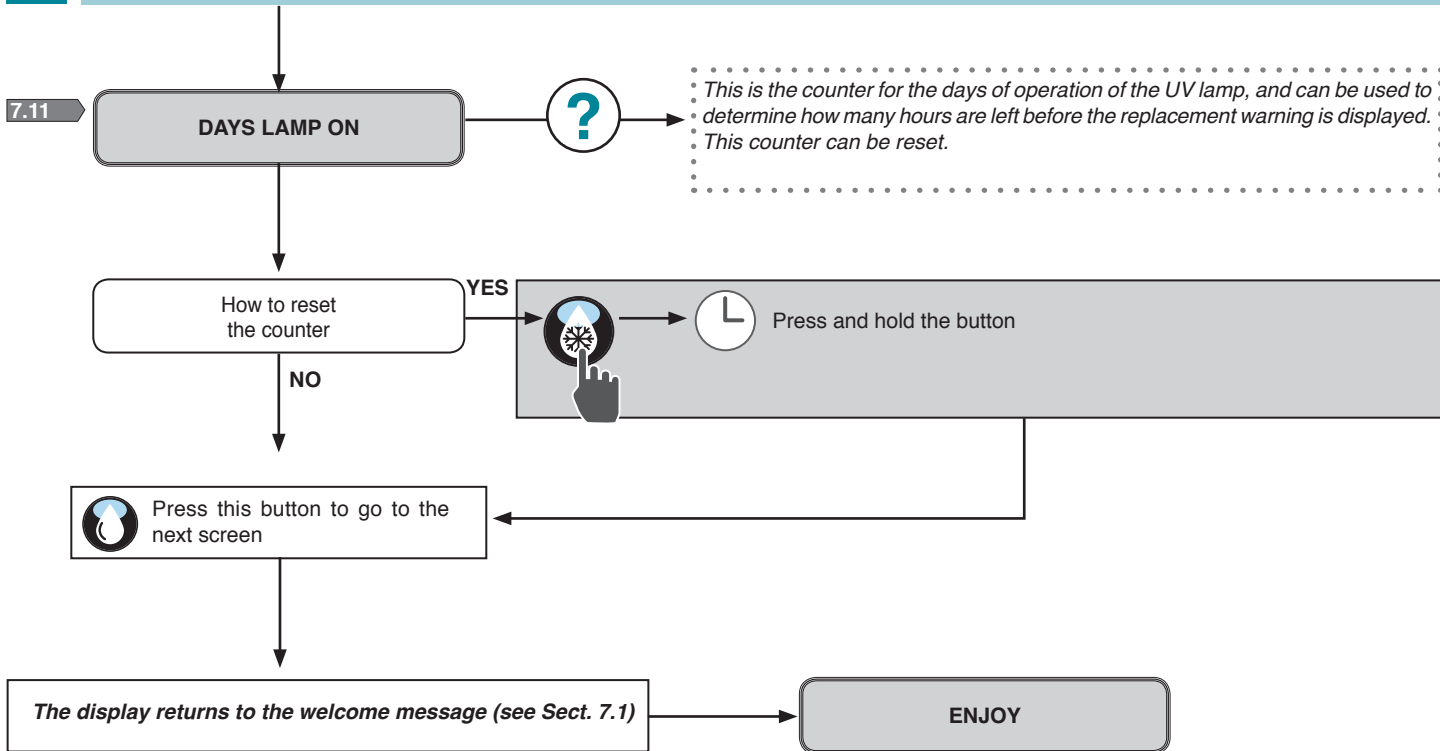 7.11
DAYS LAMP ON
?
This is the counter for the days of operation of the UV lamp, and can be used to
determine how many hours are left before the replacement warning is displayed.
This counter can be reset.
How to reset
the counter
YES
Press and hold the button
NO
Press this button to go to the
next screen
The display returns to the welcome message (see Sect. 7.1)
ENJOY